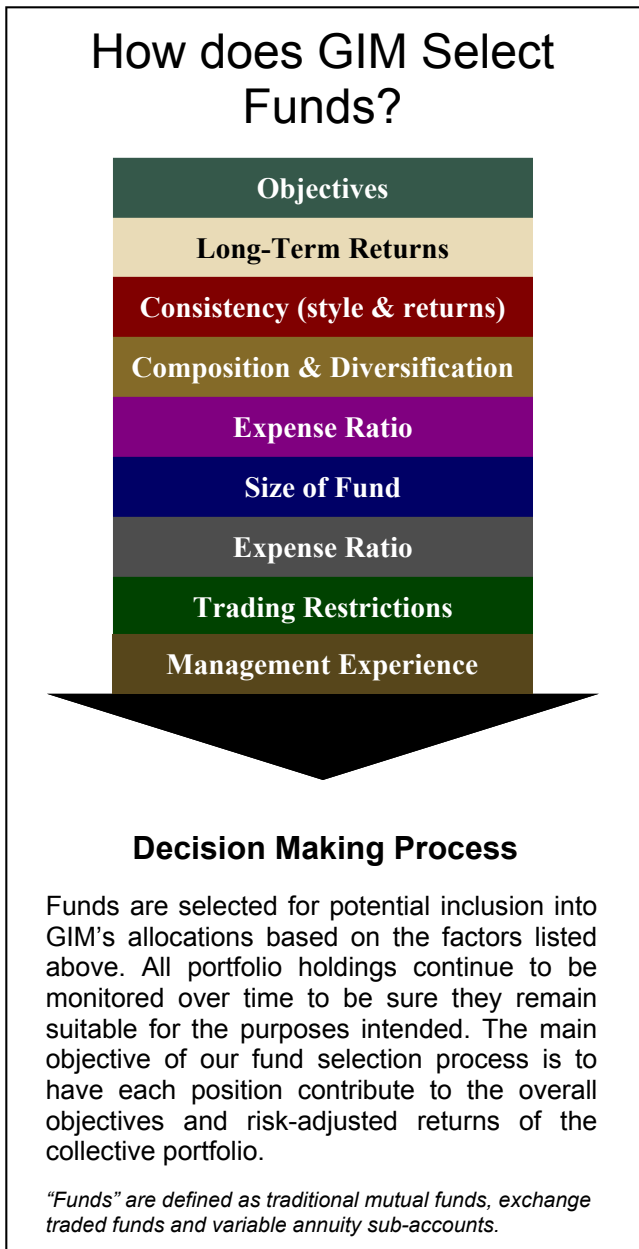 How does GIM Select
Funds?
Objectives
Long-Term Returns
Consistency (style & returns)
Composition & Diversification
Expense Ratio
Size of Fund
Expense Ratio
Trading Restrictions
Management Experience
Decision Making Process
Funds are selected for potential inclusion into
GIM’s allocations based on the factors listed
above. All portfolio holdings continue to be
monitored over time to be sure they remain
suitable for the purposes intended. The main
objective of our fund selection process is to
have each position contribute to the overall
objectives and risk-adjusted returns of the
collective portfolio.
“Funds” are defined as traditional mutual funds, exchange
traded funds and variable annuity sub-accounts.